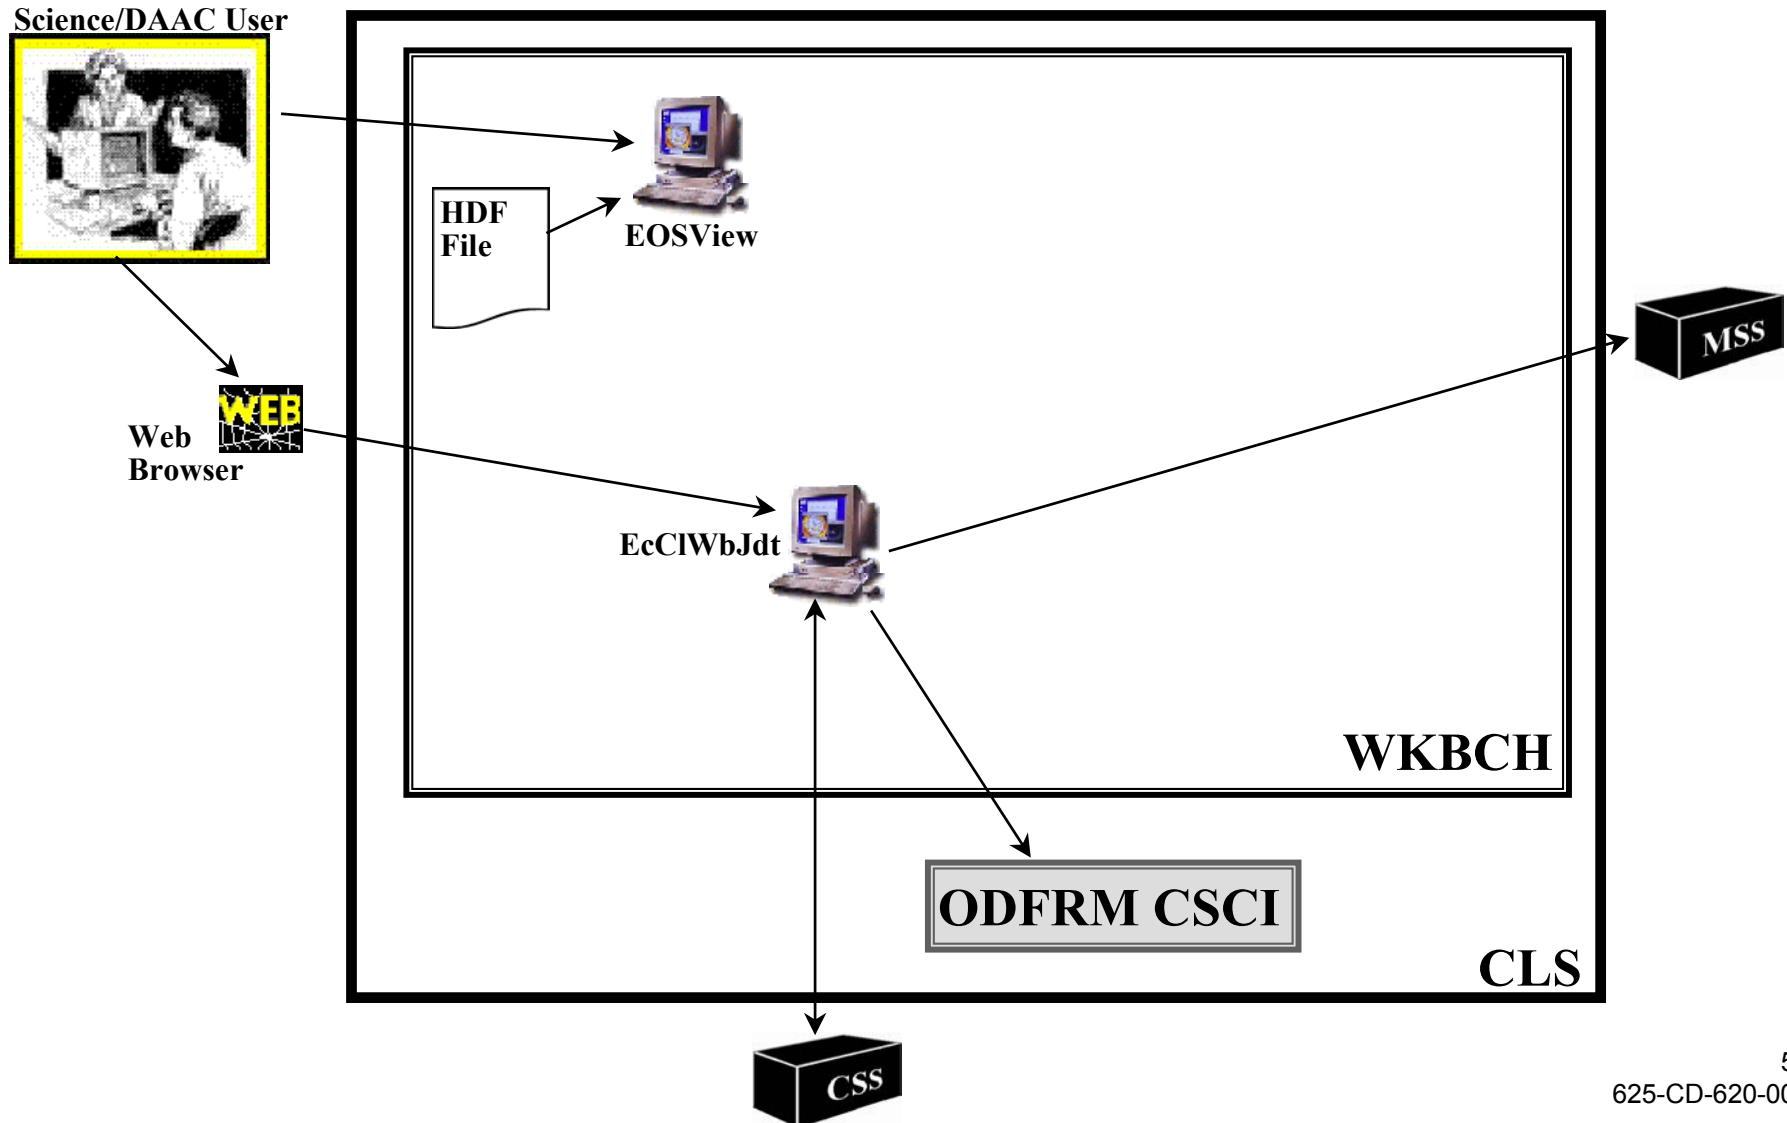 Science/DAAC User
HDF
File
EOSView
MSS
WEB
Web
Browser
EcClWbJdt
WKBCH
ODFRM CSCI
CLS
CSS
5
625-CD-620-00